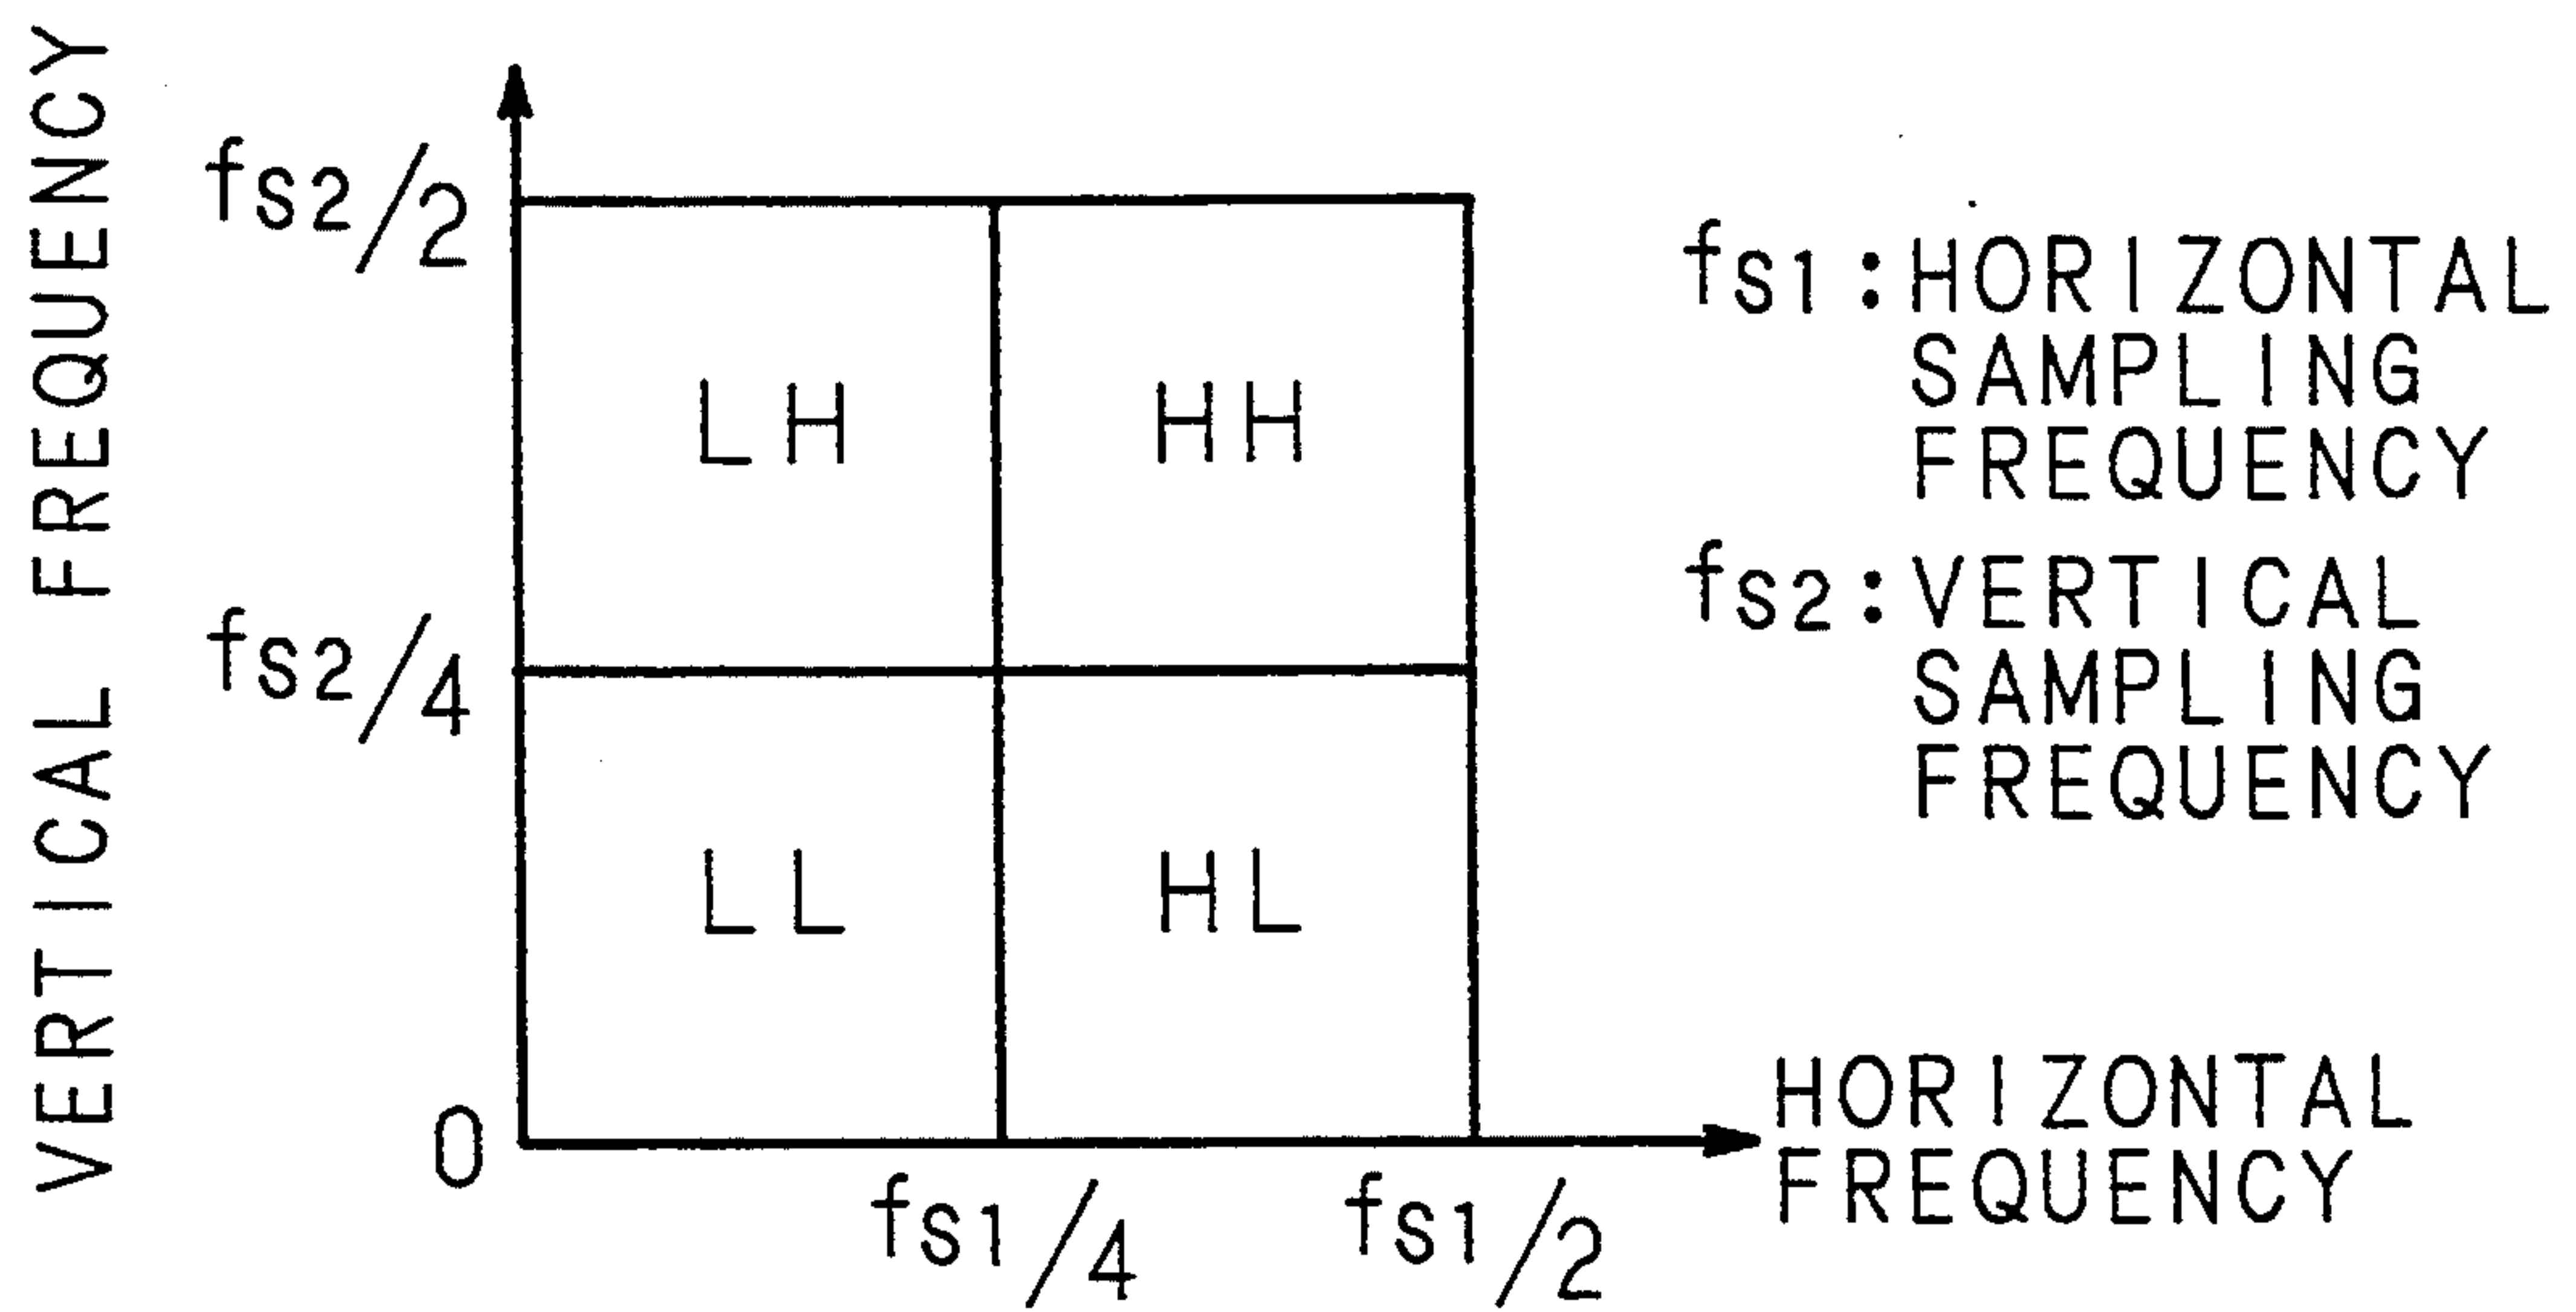 VERTICAL FREQUENCY
fs2/2
fs2/4
0
LH
HH
LL
HL
fs1/4
fs1/2
HORIZONTAL
FREQUENCY
fs1:HORIZONTAL
SAMPLING
FREQUENCY
fs2:VERTICAL
SAMPLING
FREQUENCY